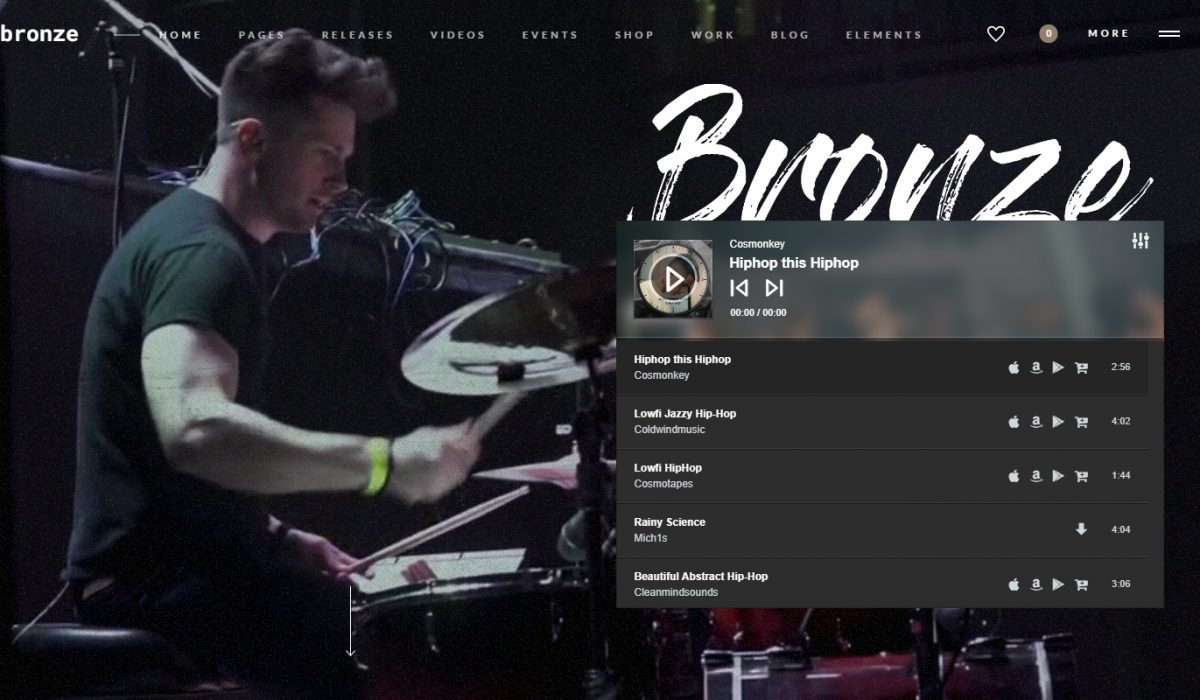 bronze
HOME PAGES RELEASES VIDEOS EVENTS SHOP WORK BLOG ELEMENTS 0 MORE
Bronze
Cosmonkey
Hiphop this Hiphop
00:00 / 00:00
Hiphop this Hiphop
Cosmonkey
2:56
Lowfi Jazzy Hip-Hop
Coldwindmusic
4:02
Lowfi HipHop
Cosmotapes
1:44
Rainy Science
Mich1s
4:04
Beautiful Abstract Hip-Hop
Cleanmindsounds
3:06